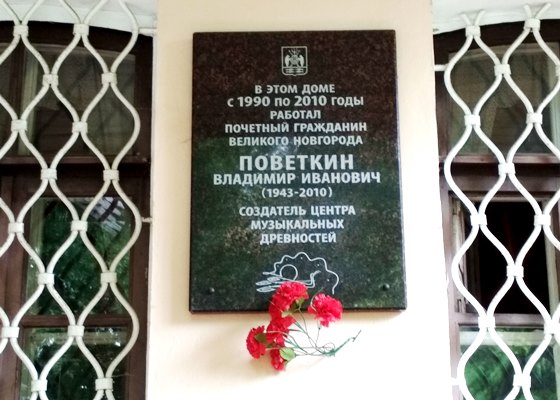 В ЭТОМ ДОМЕ
с 1990 по 2010 ГОДЫ
РАБОТАЛ
ПОЧЕТНЫЙ ГРАЖДАНИН
ВЕЛИКОГО НОВГОРОДА
ПОВЕТКИН
ВЛАДИМИР ИВАНОВИЧ
(1943-2010)
СОЗДАТЕЛЬ ЦЕНТРА
МУЗЫКАЛЬНЫХ
ДРЕВНОСТЕЙ